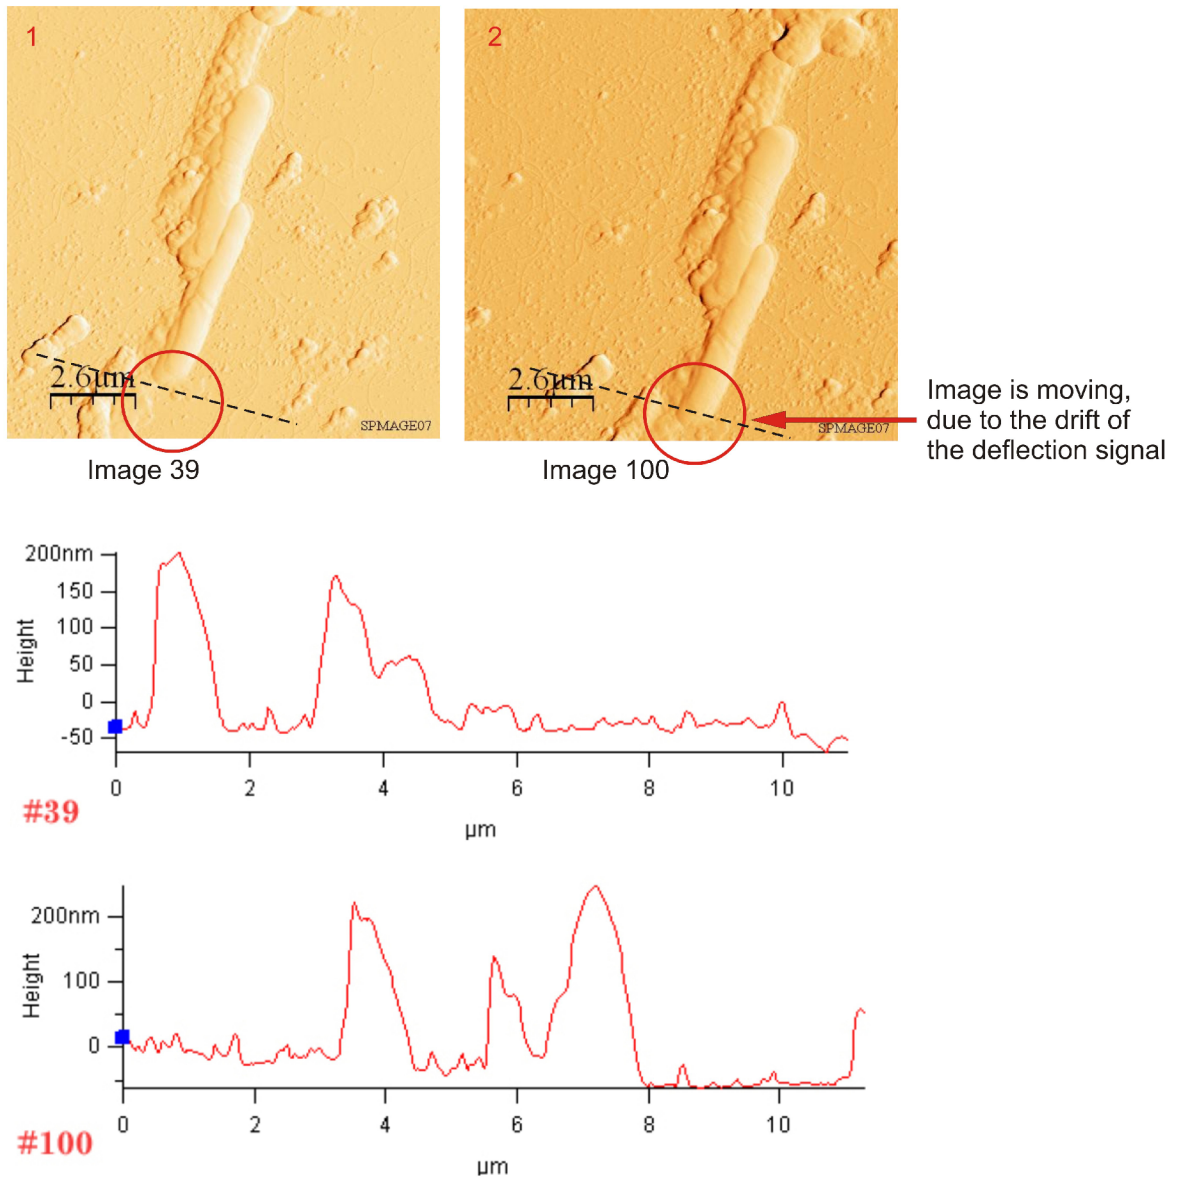 1
2
2.6µm
SPMAGE07
2.6µm
SPMAGE07
Image 39
Image 100
Image is moving,
due to the drift of
the deflection signal
200nm
150
100
50
0
-50
Height
0 2 4 6 8 10
#39
µm
200nm
100
0
Height
0 2 4 6 8 10
#100
µm